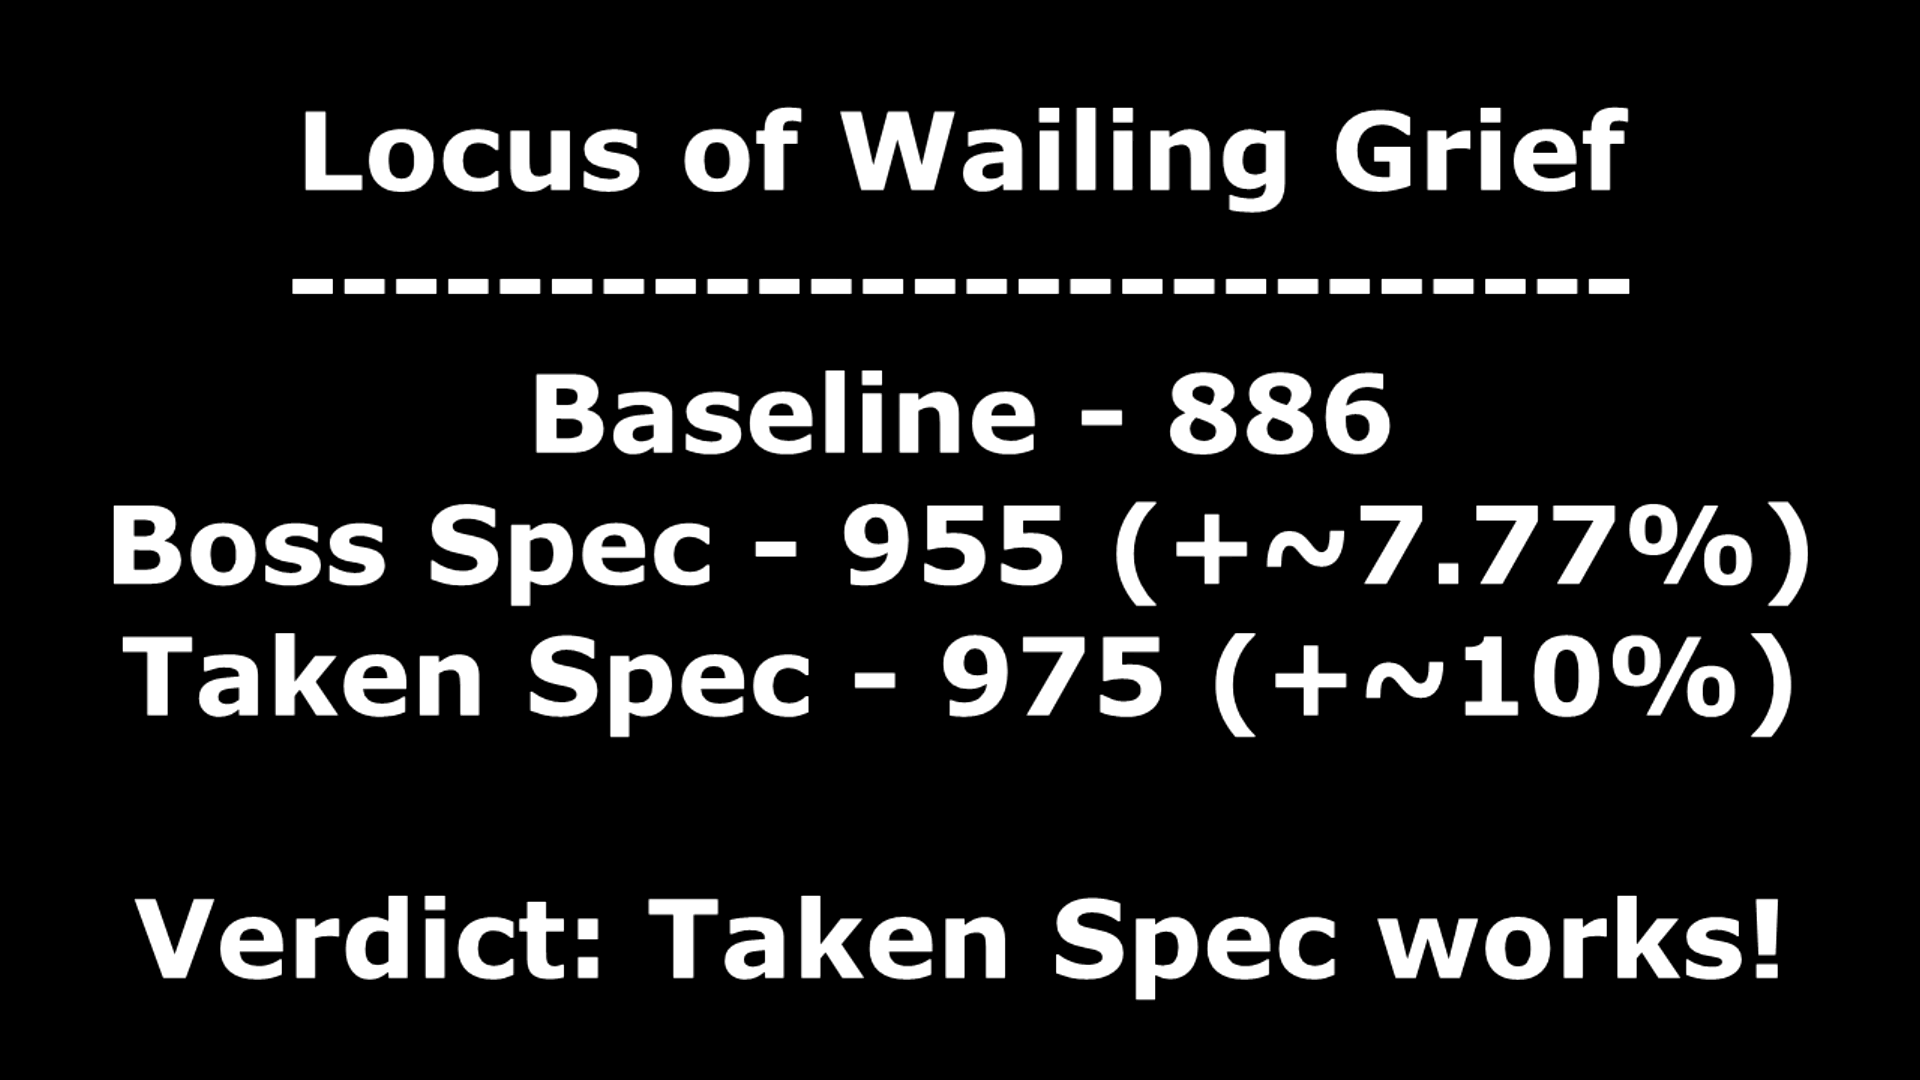 Locus of Wailing Grief
--------------------------
Baseline - 886
Boss Spec - 955 (+~7.77%)
Taken Spec - 975 (+~10%)
Verdict: Taken Spec works!